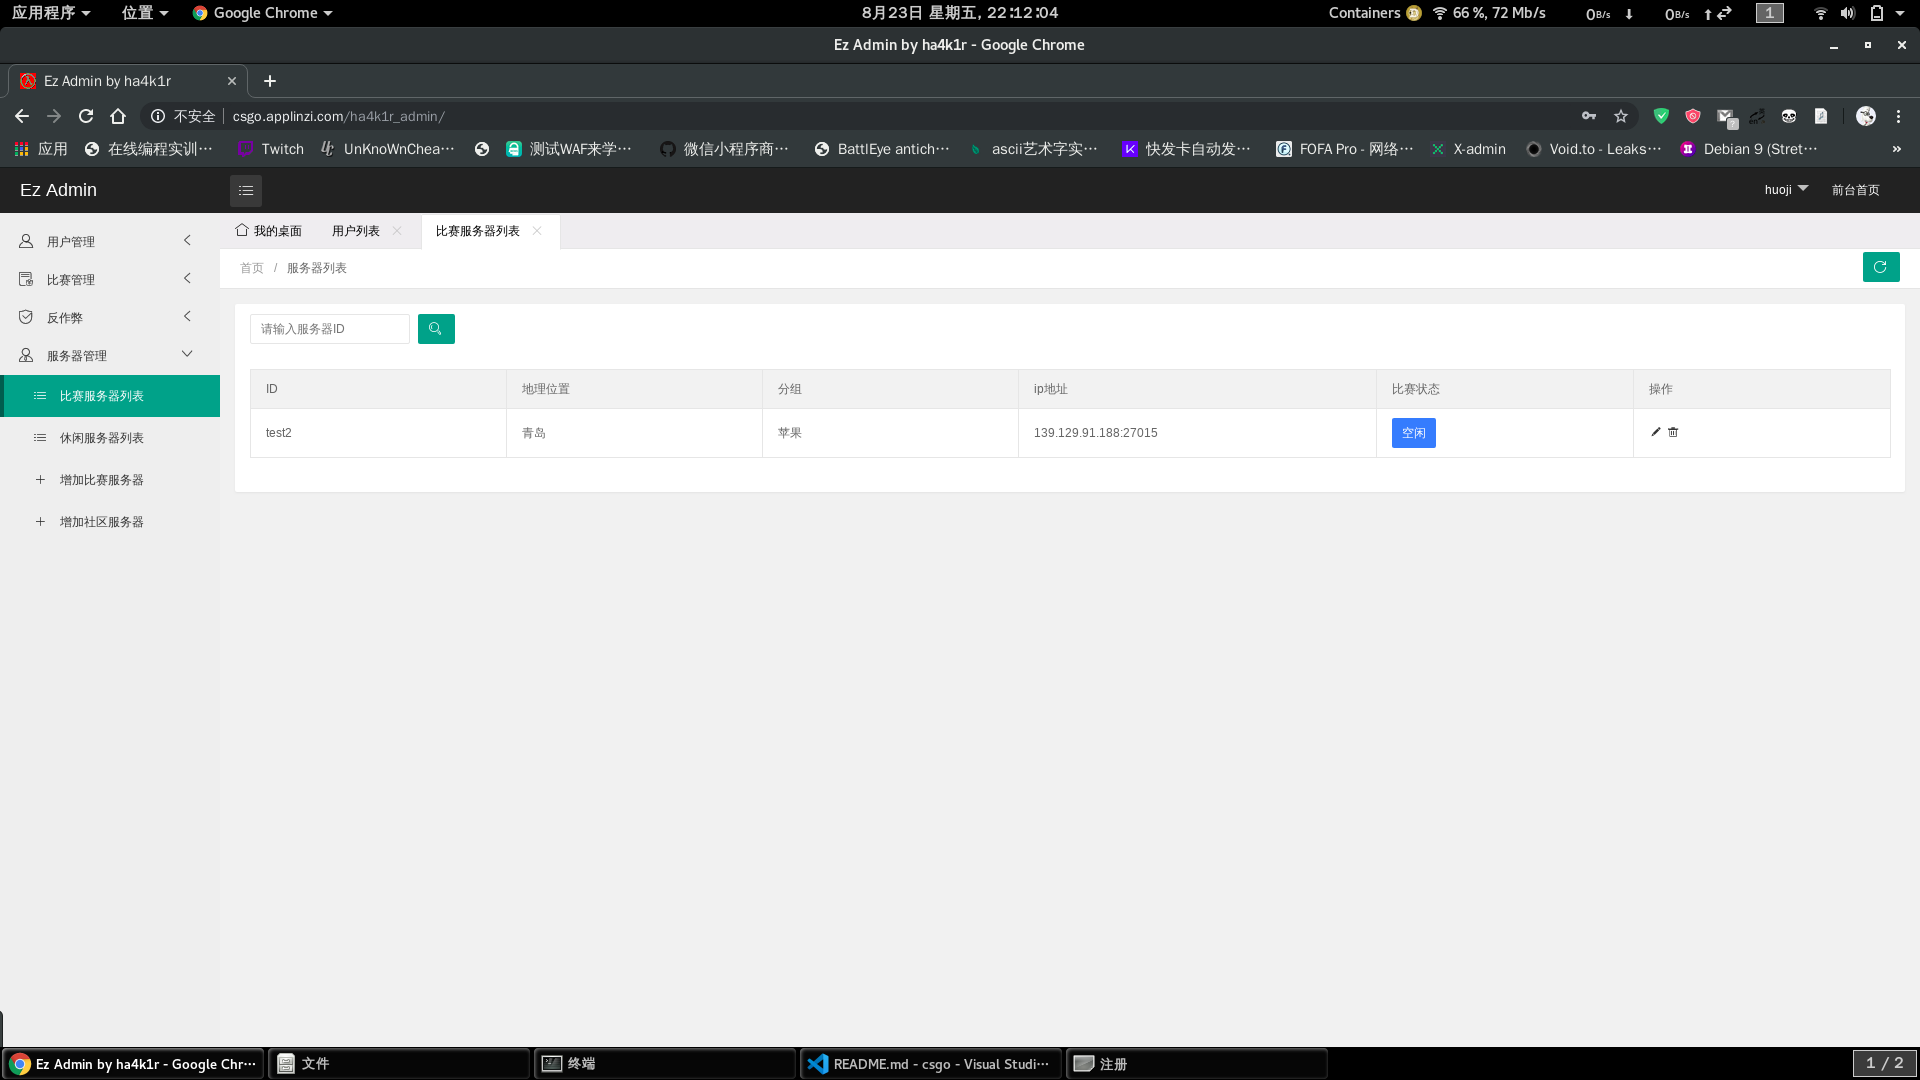 应用程序 位置 Google Chrome 8月23日 星期五, 22∶12∶04 Containers 66 %, 72 Mb/s 0B/s 0B/s 1
Ez Admin by ha4k1r - Google Chrome
Ez Admin by ha4k1r
不安全 csgo.applinzi.com/ha4k1r_admin/
应用 在线编程实训… Twitch UnKnoWnChea… 测试WAF来学… 微信小程序商… BattlEye antich… ascii艺术字实… 快发卡自动发… FOFA Pro - 网络… X-admin Void.to - Leaks… Debian 9 (Stret… »
Ez Admin huoji 前台首页
用户管理
比赛管理
反作弊
服务器管理
比赛服务器列表
休闲服务器列表
增加比赛服务器
增加社区服务器
我的桌面 用户列表 比赛服务器列表
首页 / 服务器列表
请输入服务器ID
ID 地理位置 分组 ip地址 比赛状态 操作
test2 青岛 苹果 139.129.91.188:27015 空闲
Ez Admin by ha4k1r - Google Chr… 文件 终端 README.md - csgo - Visual Studi… 注册 1 / 2